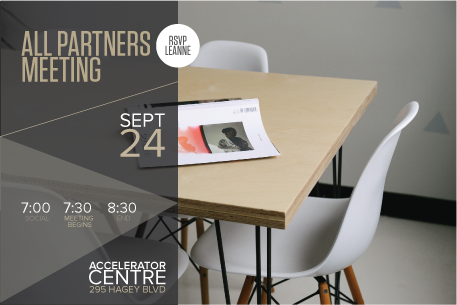 ALL PARTNERS
MEETING
RSVP
LEANNE
SEPT
24
7:00
SOCIAL
7:30
MEETING
BEGINS
8:30
END
ACCELERATOR
CENTRE
295 HAGEY BLVD